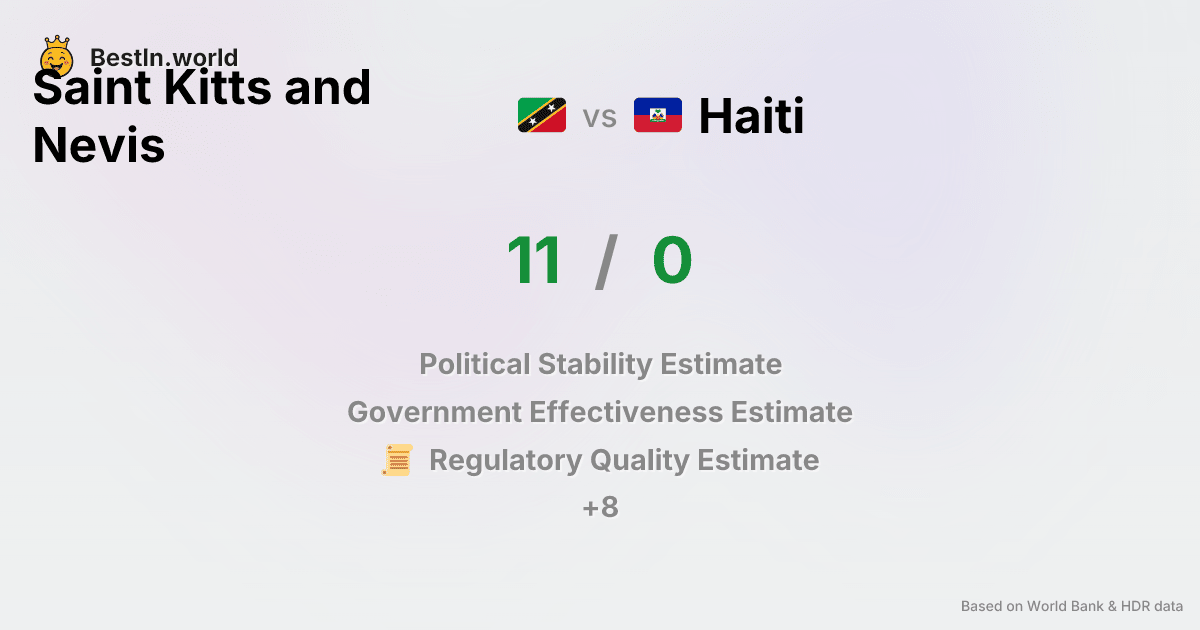 BestIn.world
Saint Kitts and
Nevis
vs
Haiti
11 / 0
Political Stability Estimate
Government Effectiveness Estimate
Regulatory Quality Estimate
+8
Based on World Bank & HDR data